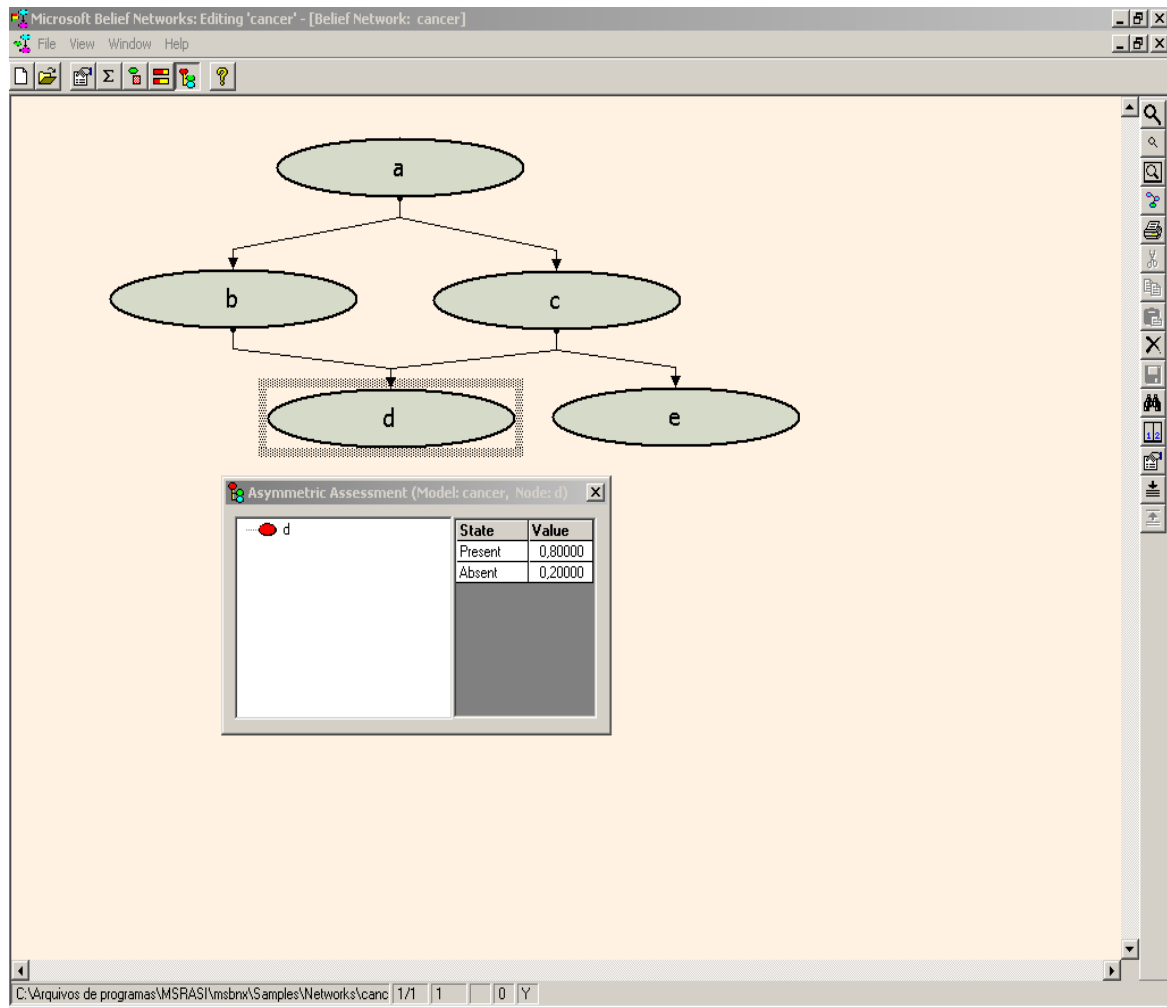 Microsoft Belief Networks: Editing 'cancer' - [Belief Network: cancer]
File View Window Help
a
b
c
d
e
Asymmetric Assessment (Model: cancer, Node: d)
d
State Value
Present 0,80000
Absent 0,20000
C:\Arquivos de programas\MSRASI\msbnx\Samples\Networks\canc 1/1 1 0 Y